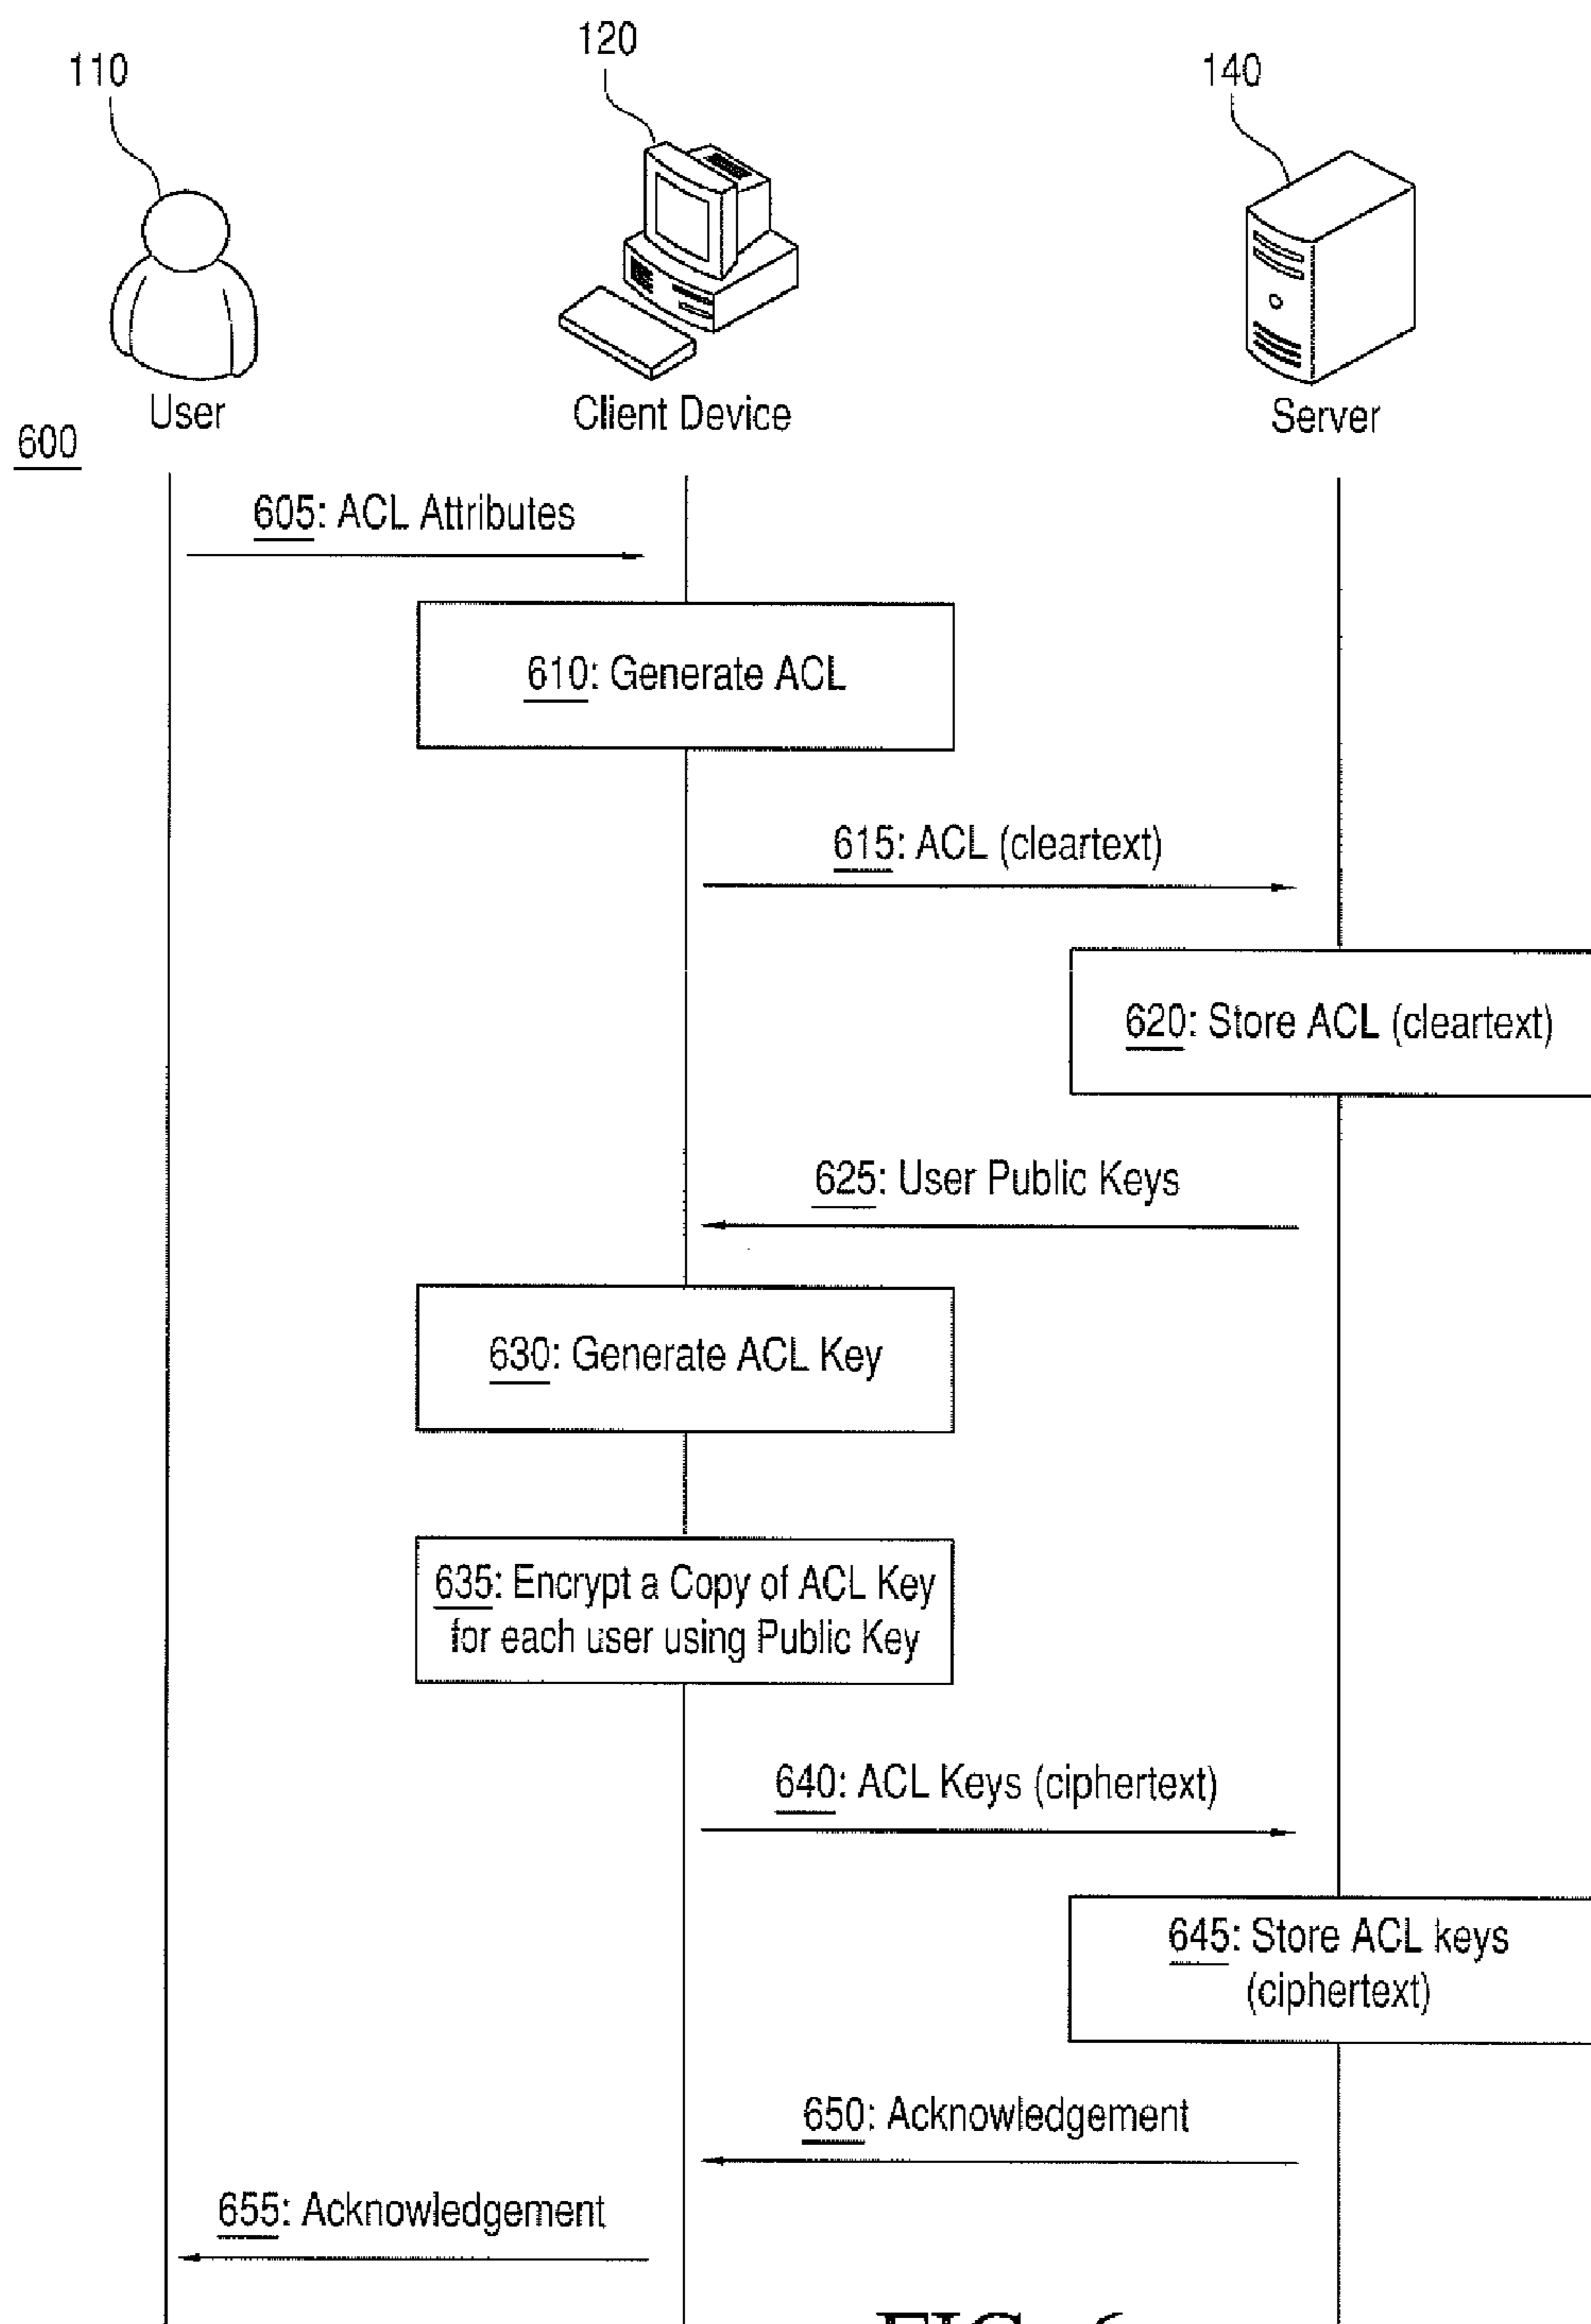 120
110
140
User
Client Device
Server
600
605: ACL Attributes
610: Generate ACL
615: ACL (cleartext)
620: Store ACL (cleartext)
625: User Public Keys
630: Generate ACL Key
635: Encrypt a Copy of ACL Key
for each user using Public Key
640: ACL Keys (ciphertext)
645: Store ACL keys
(ciphertext)
650: Acknowledgement
655: Acknowledgement
FIG. 6